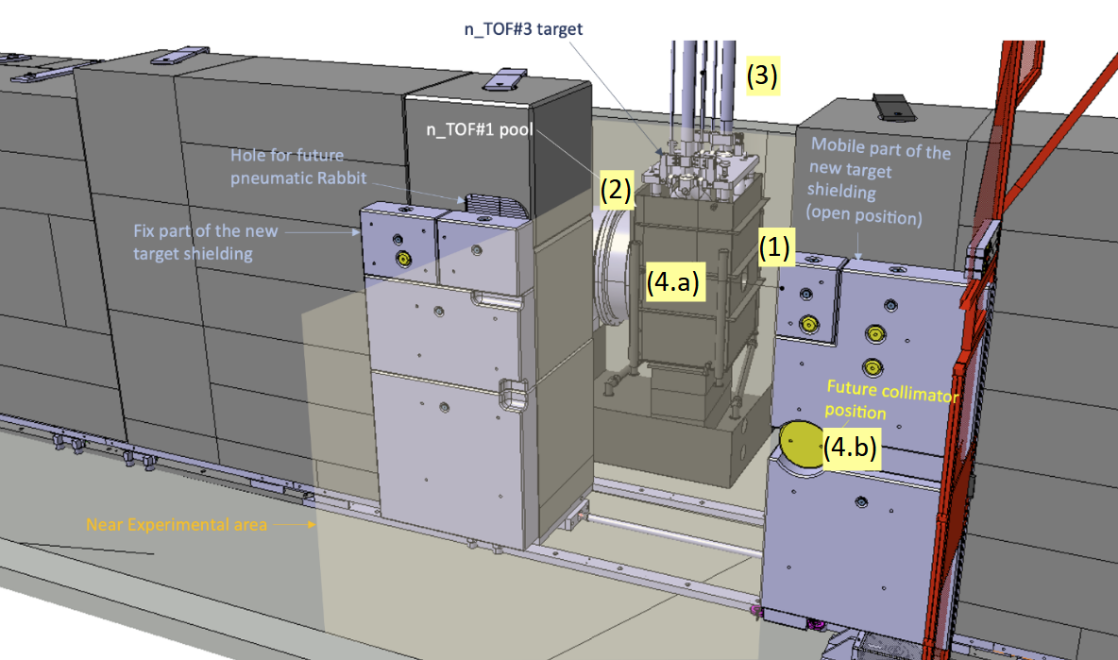 n_TOF#3 target
(3)
n_TOF#1 pool
Hole for future
pneumatic Rabbit
Mobile part of the
new target
shielding
(open position)
(2)
Fix part of the new
target shielding
(1)
(4.a)
Future collimator
position
(4.b)
Near Experimental area